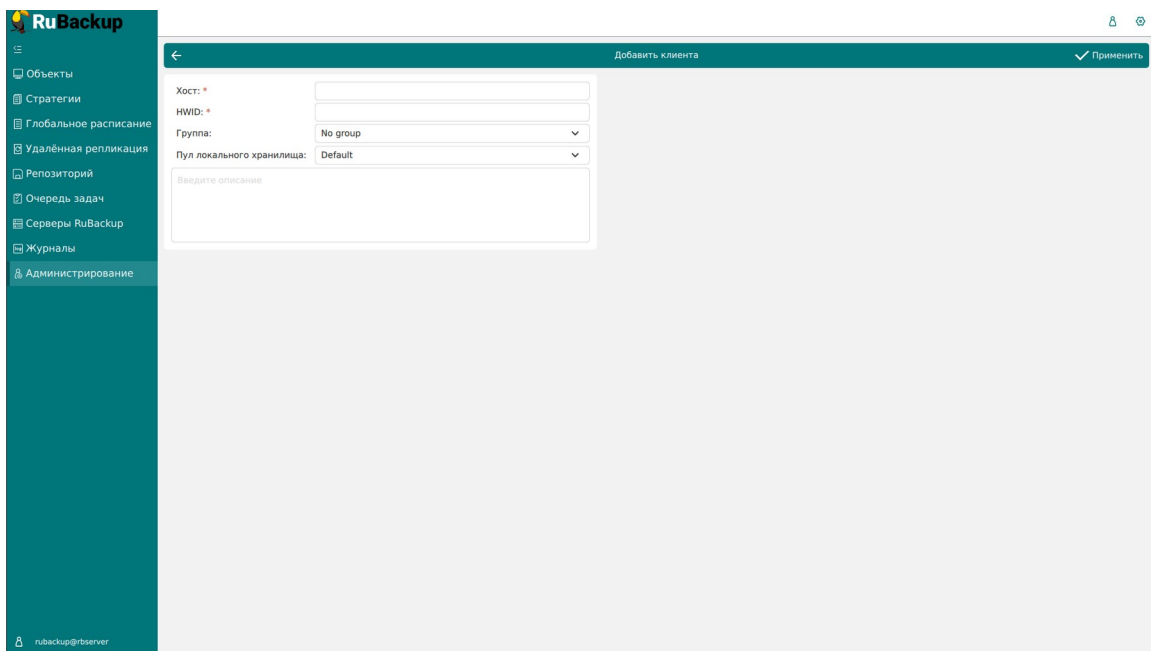 RuBackup
Добавить клиента
Применить
Объекты
Стратегии
Глобальное расписание
Удалённая репликация
Репозиторий
Очередь задач
Серверы RuBackup
Журналы
Администрирование
Хост: *
HWID: *
Группа: No group
Пул локального хранилища: Default
Введите описание
rubackup@rbserver